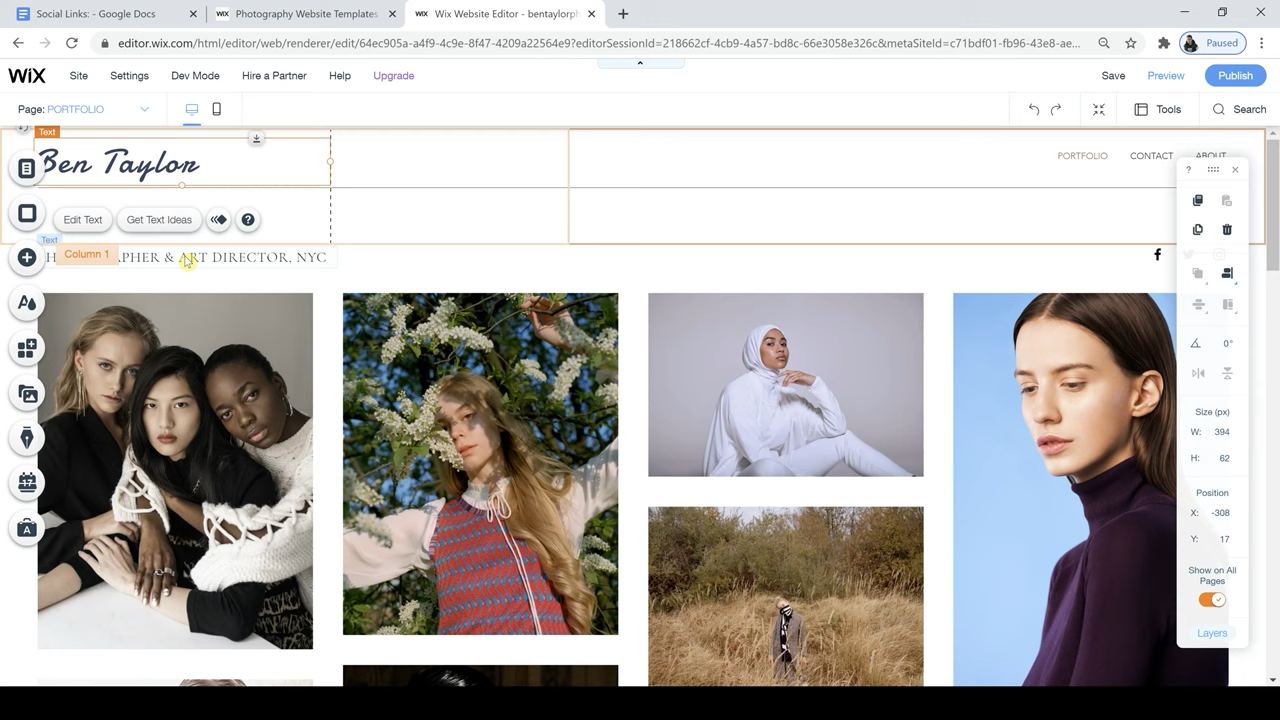 Social Links: - Google Docs
WiX
Photography Website Templates
WiX
Wix Website Editor - bentaylorph
editor.wix.com/html/editor/web/renderer/edit/64ec905a-a4f9-4c9e-8f47-4209a22564e9?editorSessionId=218662cf-4cb9-4a57-bd8c-66e3058e326c&metaSiteId=c71bdf01-fb96-43e8-ae...
Paused
WiX
Site
Settings
Dev Mode
Hire a Partner
Help
Upgrade
Save
Preview
Publish
Page: PORTFOLIO
Tools
Search
Text
Ben Taylor
PORTFOLIO
CONTACT
ABOUT
Edit Text
Get Text Ideas
Text
Column 1
PHER & ART DIRECTOR, NYC
17
0°
Size (px)
W: 394
H: 62
Position
X: -308
Y: 17
Show on All
Pages
Layers